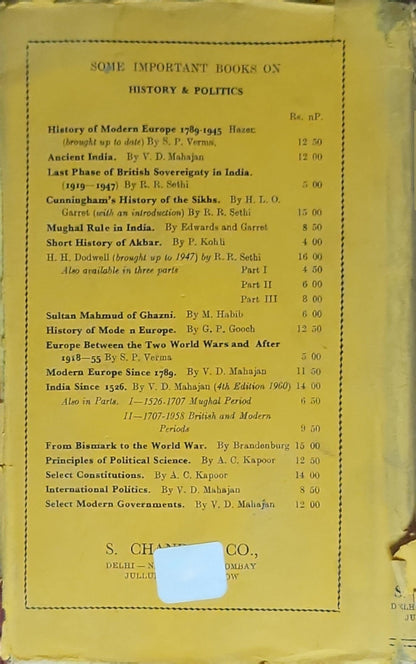 SOME IMPORTANT BOOKS ON
HISTORY & POLITICS
Rs. nP.
History of Modern Europe 1789-1945 Hazen
(brought up to date) By S. P. Verma. 12 50
Ancient India. By V. D. Mahajan 12 00
Last Phase of British Sovereignty in India.
(1919—1947) By R. R. Sethi 5 00
Cunningham's History of the Sikhs. By H. L. O.
Garret (with an introduction) By R. R. Sethi 15 00
Mughal Rule in India. By Edwards and Garret 8 50
Short History of Akbar. By P. Kohli 4 00
H. H. Dodwell (brought up to 1947) by R. R. Sethi 16 00
Also available in three parts Part I 4 50
Part II 6 00
Part III 8 00
Sultan Mahmud of Ghazni. By M. Habib 6 00
History of Mode n Europe. By G. P. Gooch 12 50
Europe Between the Two World Wars and After
1918—55 By S. P. Verma 5 00
Modern Europe Since 1789. By V. D. Mahajan 11 50
India Since 1526. By V. D. Mahajan (4th Edition 1960) 14 00
Also in Parts. I—1526-1707 Mughal Period 6 50
II—1707-1958 British and Modern
Periods 9 50
From Bismark to the World War. By Brandenburg 15 00
Principles of Political Science. By A. C. Kapoor 12 50
Select Constitutions. By A. C. Kapoor 14 00
International Politics. By V. D. Mahajan 8 50
Select Modern Governments. By V. D. Mahajan 12 00
S. CHAN CO.,
DELHI — N OMBAY
JULLU OW
S.
DELH
JU